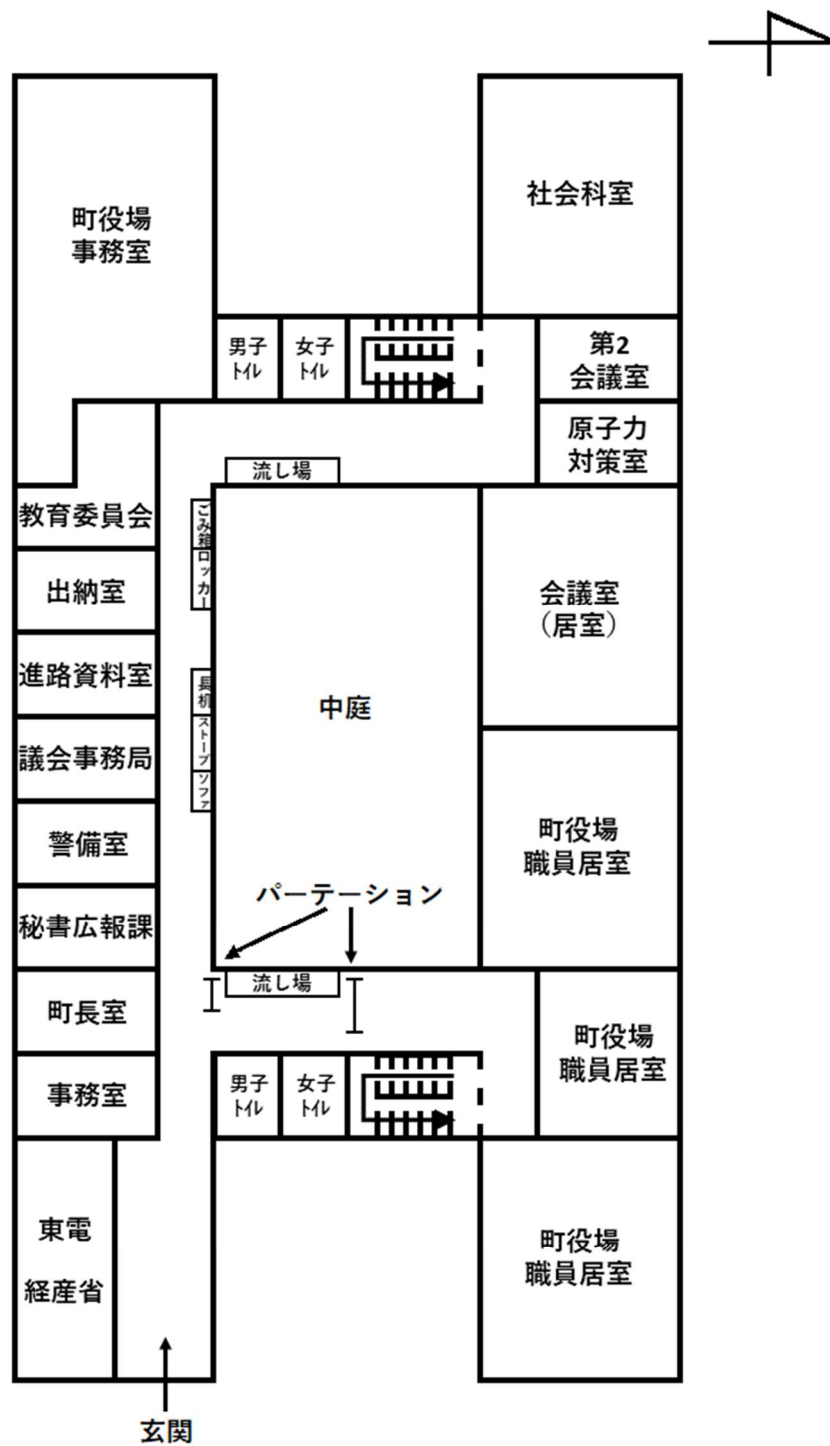 町役場
事務室
社会科室
男子
ﾄｲﾚ
女子
ﾄｲﾚ
第2
会議室
原子力
対策室
流し場
教育委員会
ごみ箱
ロッカー
出納室
会議室
（居室）
進路資料室
長机
中庭
議会事務局
ストーブ
ソファ
警備室
町役場
職員居室
パーテーション
秘書広報課
流し場
町長室
町役場
職員居室
事務室
男子
ﾄｲﾚ
女子
ﾄｲﾚ
東電
経産省
町役場
職員居室
玄関